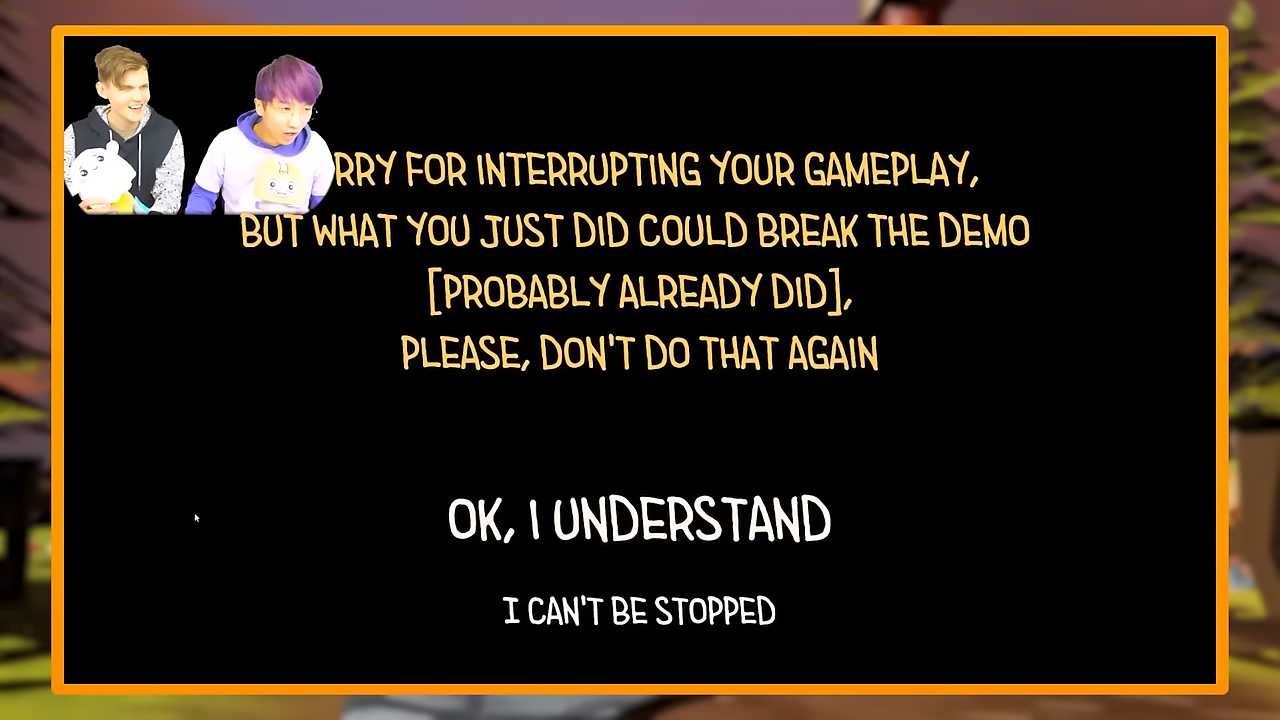 RRY FOR INTERRUPTING YOUR GAMEPLAY,
BUT WHAT YOU JUST DID COULD BREAK THE DEMO
[PROBABLY ALREADY DID],
PLEASE, DON'T DO THAT AGAIN
OK, I UNDERSTAND
I CAN'T BE STOPPED